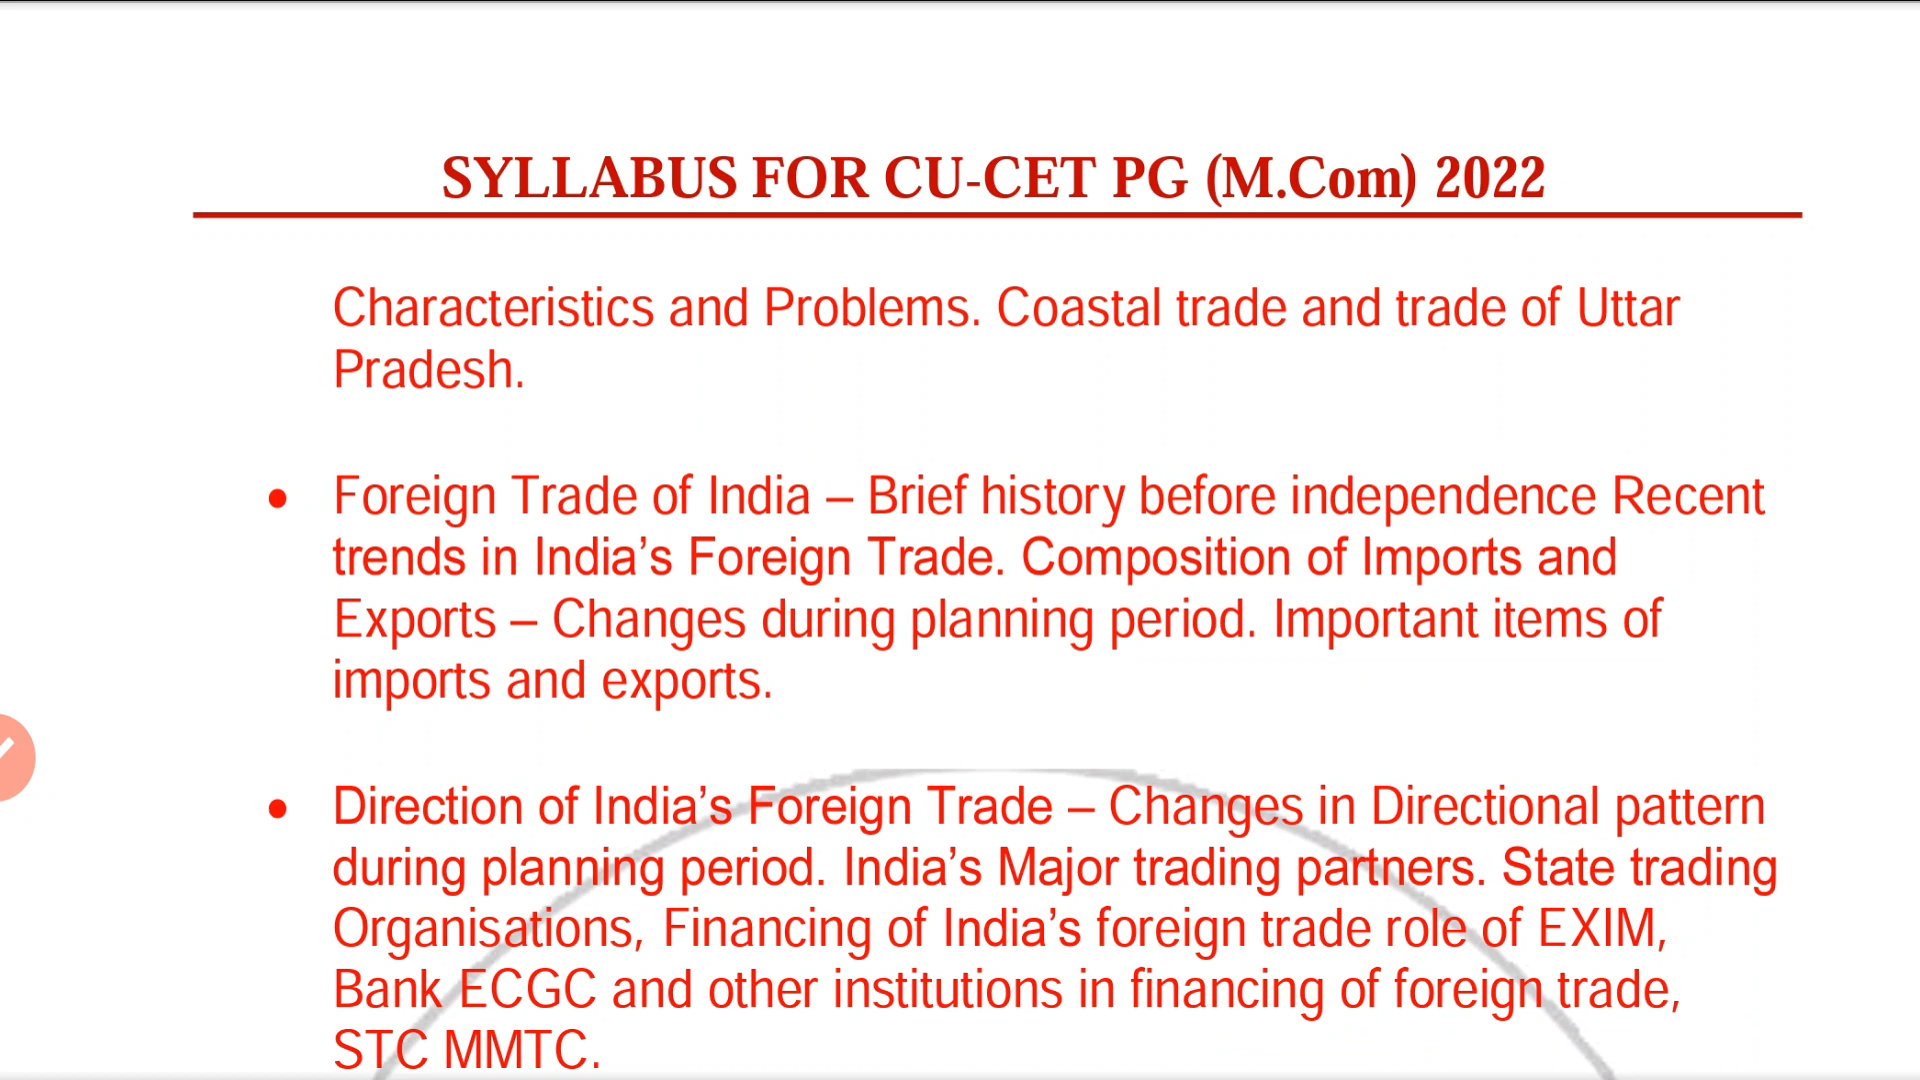 SYLLABUS FOR CU-CET PG (M.Com) 2022
Characteristics and Problems. Coastal trade and trade of Uttar
Pradesh.
• Foreign Trade of India – Brief history before independence Recent
trends in India’s Foreign Trade. Composition of Imports and
Exports – Changes during planning period. Important items of
imports and exports.
• Direction of India’s Foreign Trade – Changes in Directional pattern
during planning period. India’s Major trading partners. State trading
Organisations, Financing of India’s foreign trade role of EXIM,
Bank ECGC and other institutions in financing of foreign trade,
STC MMTC.